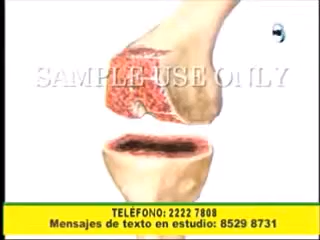 SAMPLE USE ONLY
TELÉFONO: 2222 7808
Mensajes de texto en estudio: 8529 8731